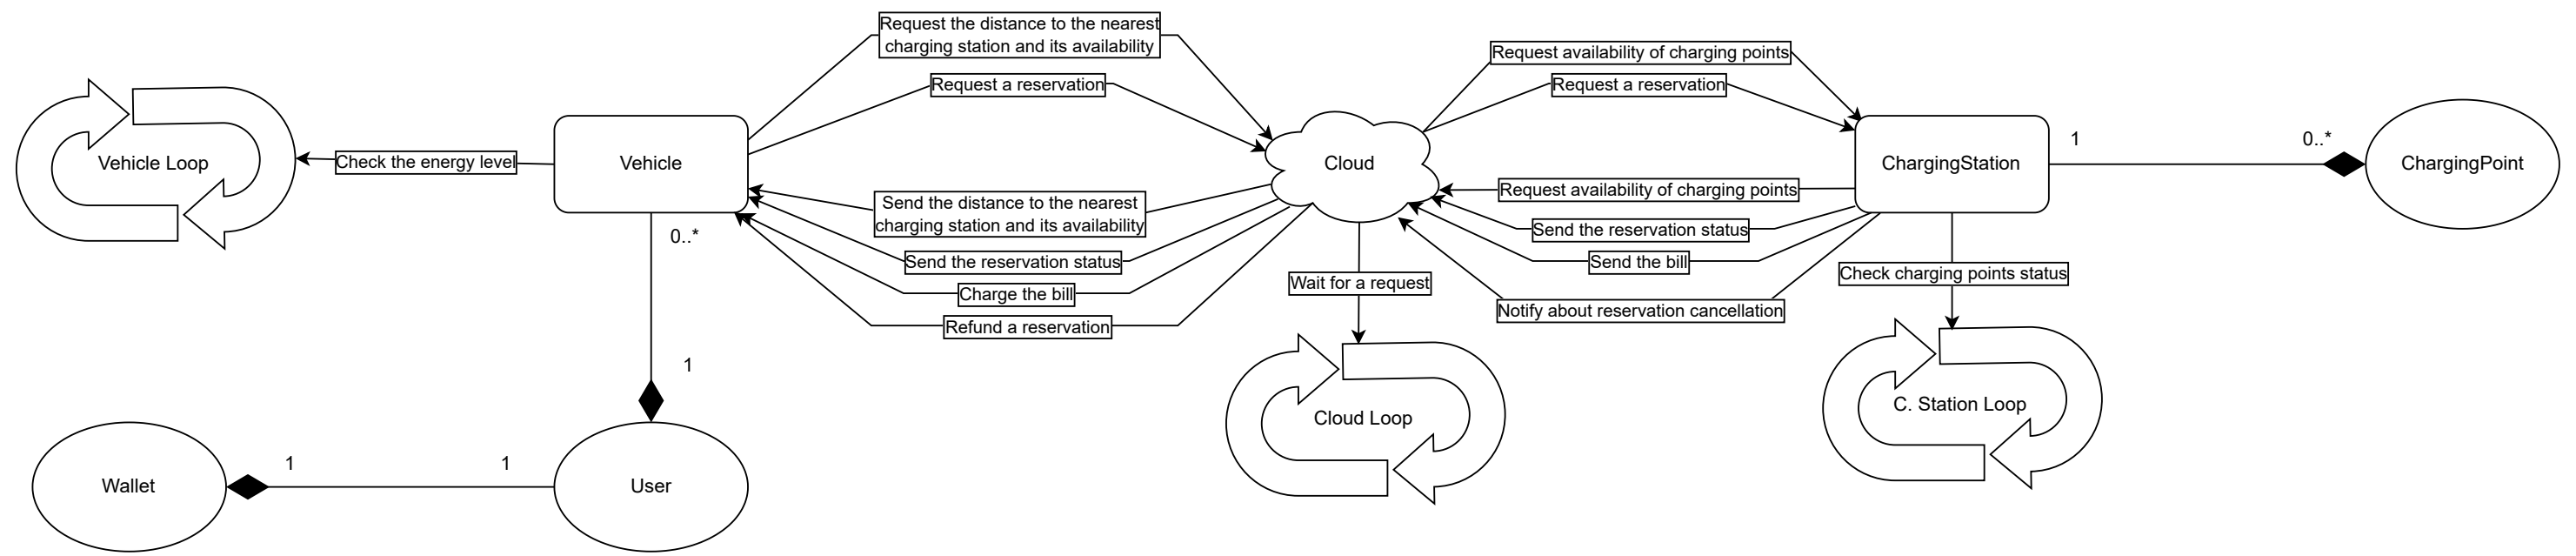 Request the distance to the nearest
charging station and its availability
Request a reservation
Request availability of charging points
Request a reservation
Vehicle Loop
Check the energy level
Vehicle
Cloud
ChargingStation
1
0..*
ChargingPoint
Send the distance to the nearest
charging station and its availability
Send the reservation status
Charge the bill
Refund a reservation
Request availability of charging points
Send the reservation status
Send the bill
Notify about reservation cancellation
0..*
1
Wait for a request
Check charging points status
Cloud Loop
C. Station Loop
Wallet
1
1
User